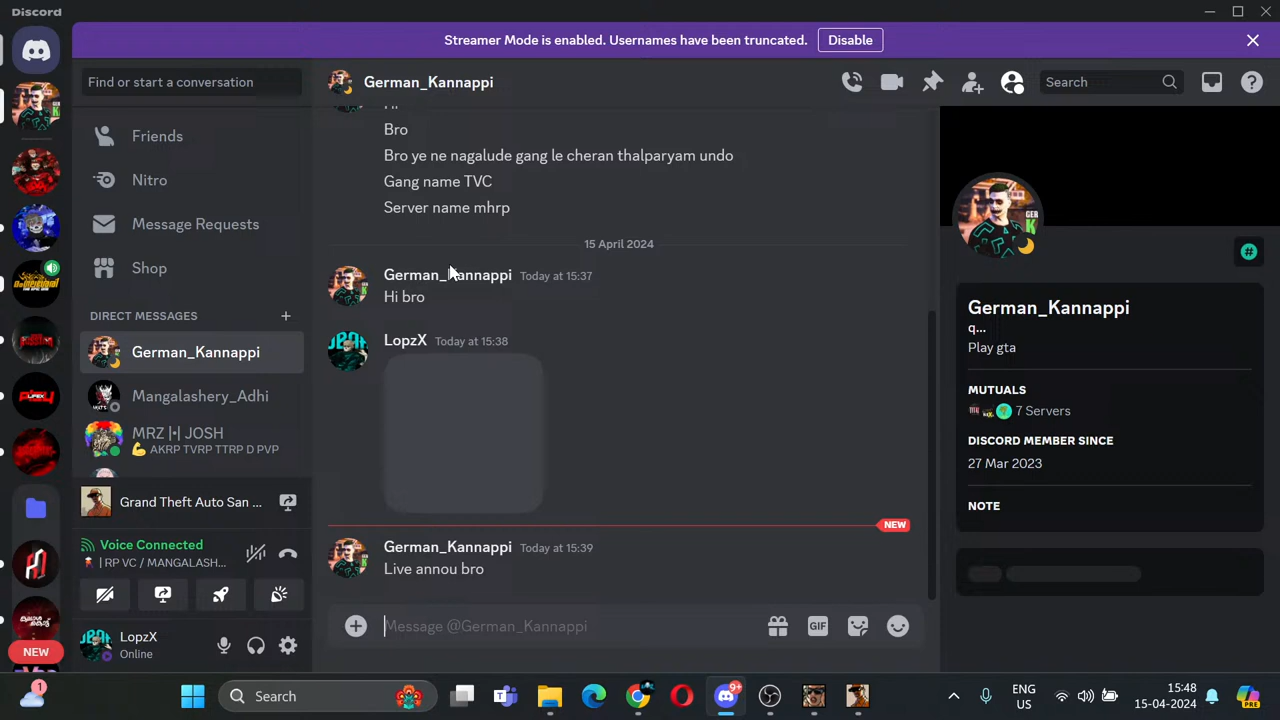 Discord
Streamer Mode is enabled. Usernames have been truncated.
Disable
Find or start a conversation
German_Kannappi
Search
Friends
Nitro
Message Requests
Shop
DIRECT MESSAGES
German_Kannappi
Mangalashery_Adhi
MRZ |•| JOSH
💪 AKRP TVRP TTRP D PVP
Grand Theft Auto San ...
Voice Connected
| RP VC / MANGALASH...
LopzX
Online
NEW
Hi
Bro
Bro ye ne nagalude gang le cheran thalparyam undo
Gang name TVC
Server name mhrp
15 April 2024
German_Kannappi Today at 15:37
Hi bro
LopzX Today at 15:38
NEW
German_Kannappi Today at 15:39
Live annou bro
Message @German_Kannappi
GIF
German_Kannappi
q...
Play gta
MUTUALS
7 Servers
DISCORD MEMBER SINCE
27 Mar 2023
NOTE
1
Search
9+
ENG
US
15:48
15-04-2024
PRE